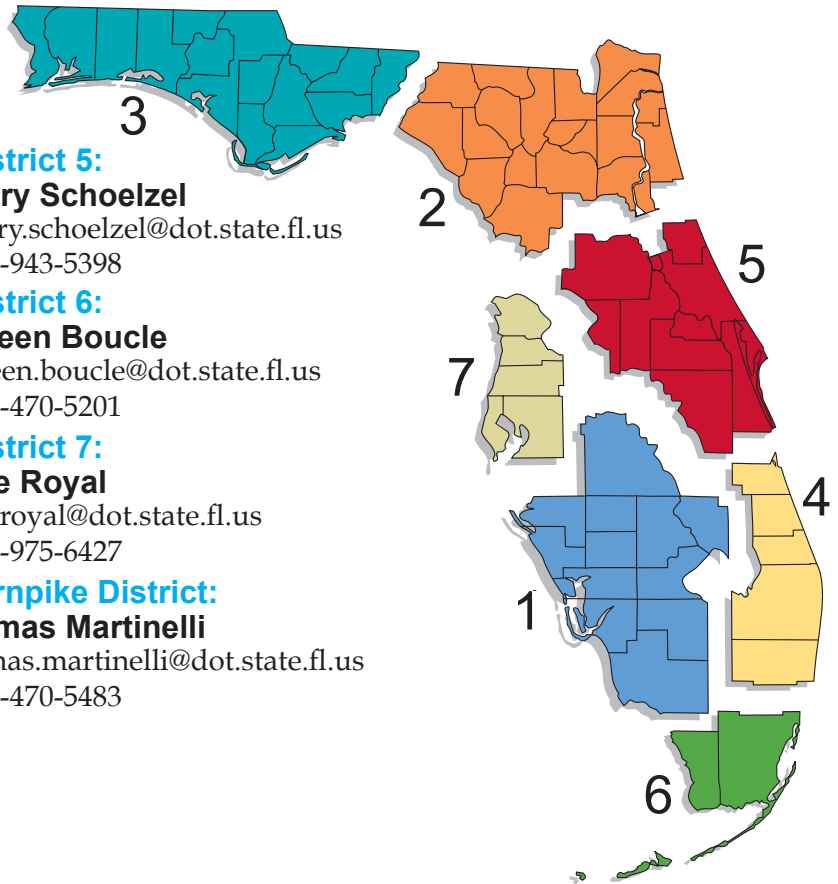 strict 5:
ry Schoelzel
ry.schoelzel@dot.state.fl.us
-943-5398
strict 6:
een Boucle
een.boucle@dot.state.fl.us
-470-5201
strict 7:
e Royal
royal@dot.state.fl.us
-975-6427
rnpike District:
mas Martinelli
nas.martinelli@dot.state.fl.us
-470-5483
3
2
5
7
4
1
6